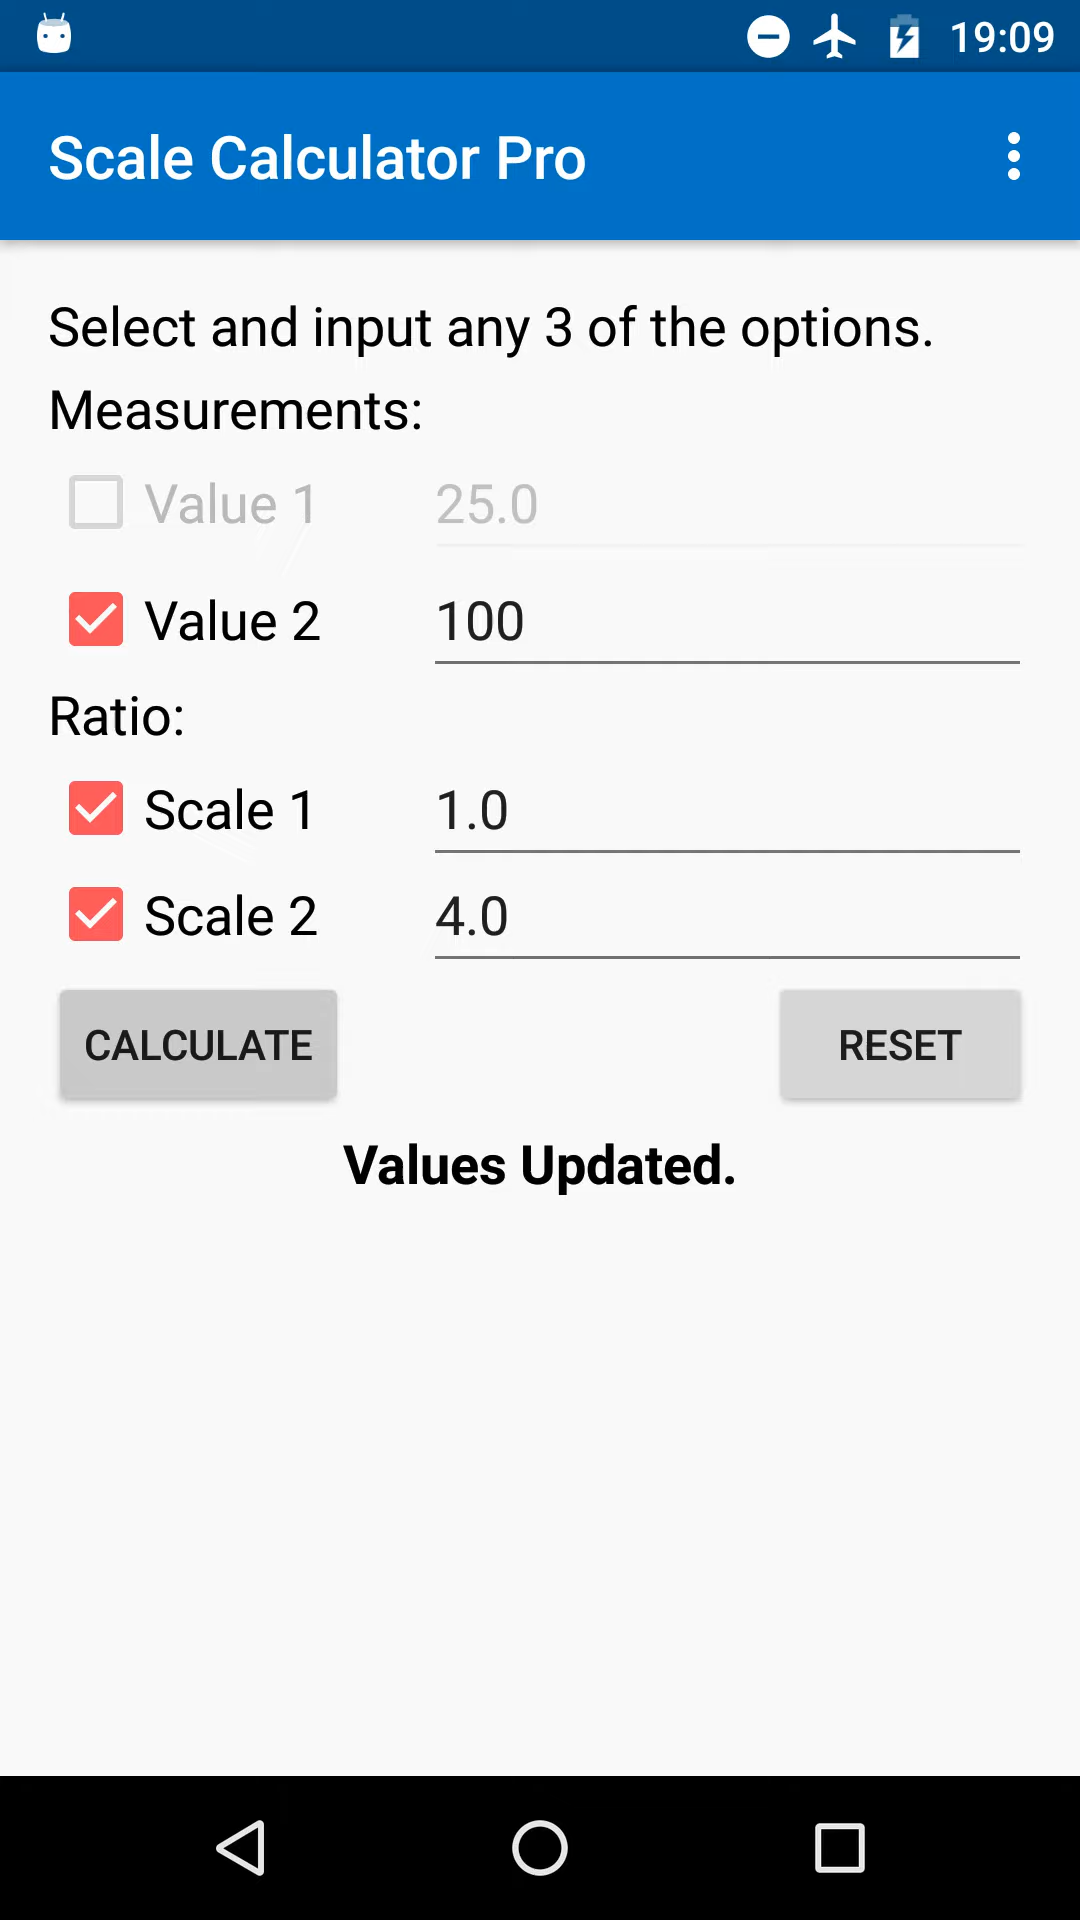 19:09
Scale Calculator Pro
Select and input any 3 of the options.
Measurements:
Value 1 25.0
Value 2 100
Ratio:
Scale 1 1.0
Scale 2 4.0
CALCULATE RESET
Values Updated.